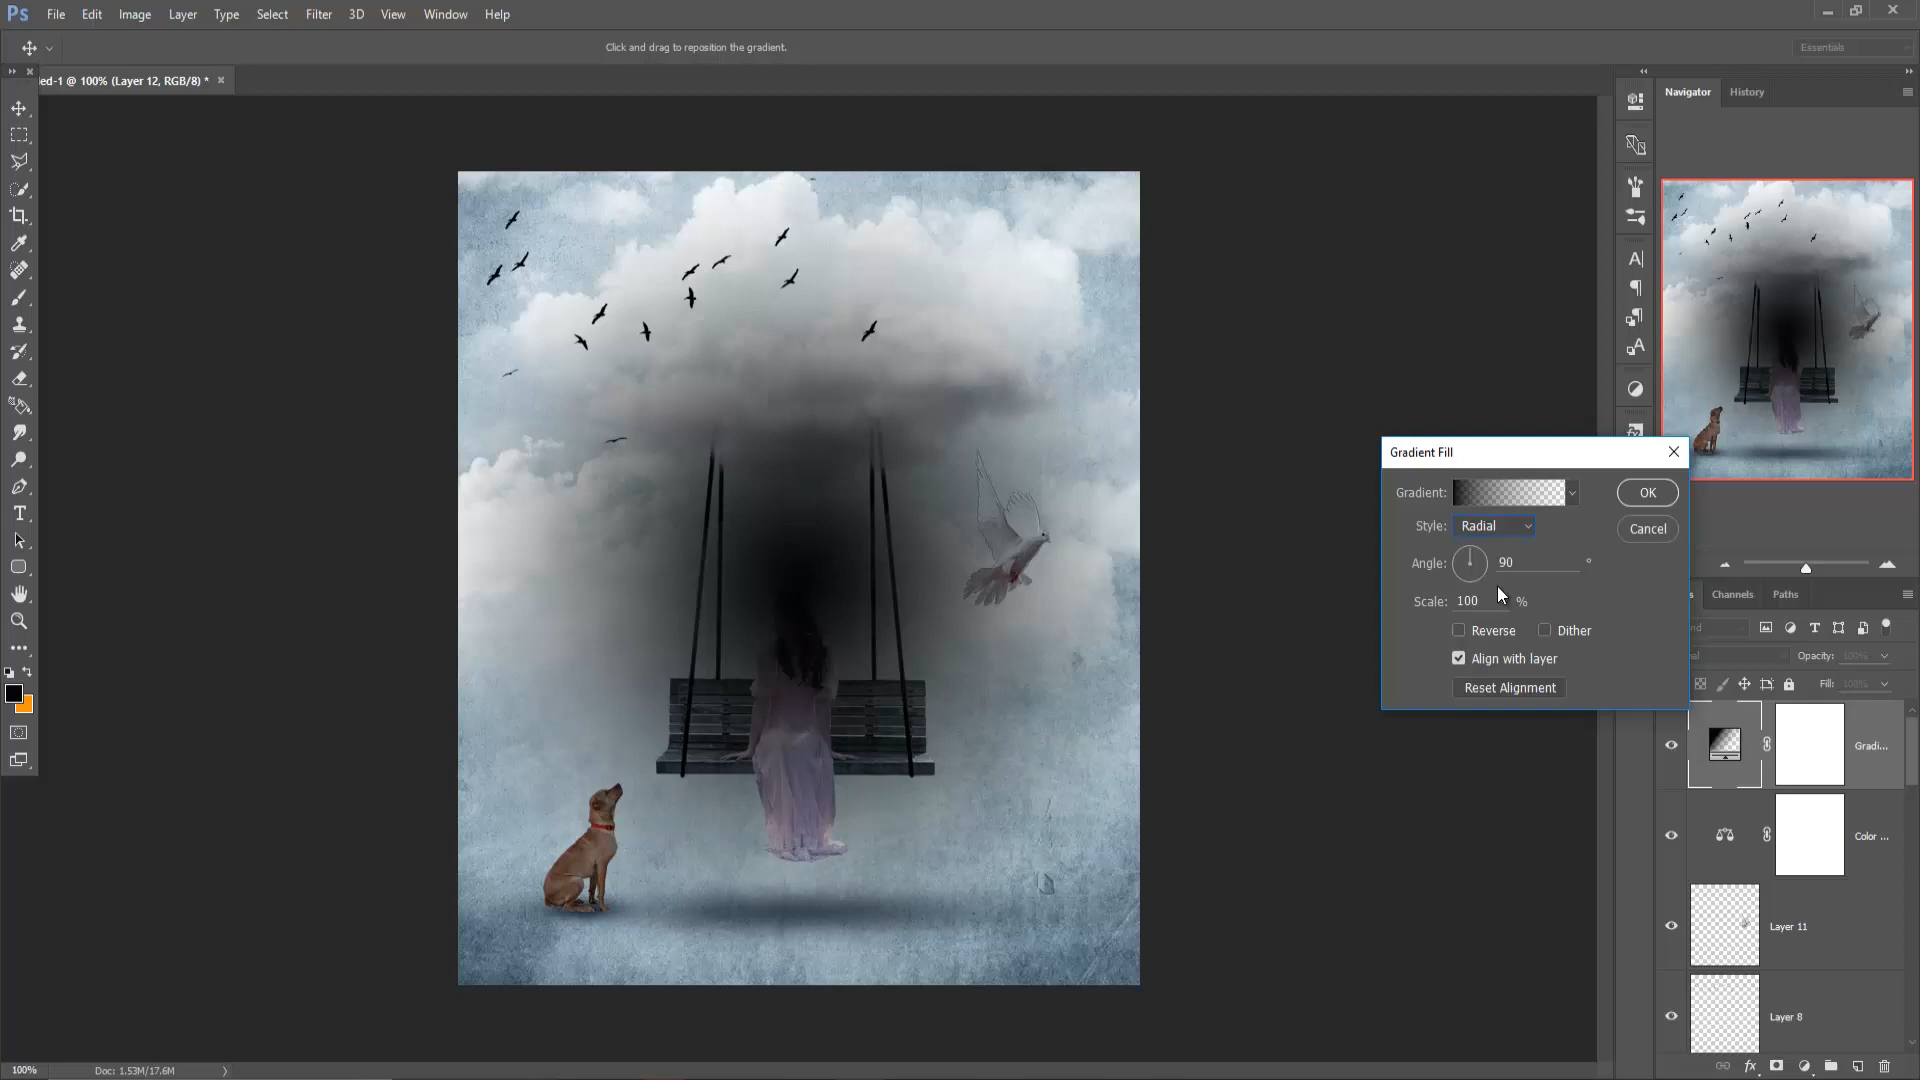 Ps File Edit Image Layer Type Select Filter 3D View Window Help
Click and drag to reposition the gradient.
Essentials
ed-1 @ 100% (Layer 12, RGB/8) *
Navigator History
Gradient Fill
Gradient:
OK
Style: Radial
Cancel
Angle: 90 °
Scale: 100 %
Reverse Dither
Align with layer
Reset Alignment
Channels Paths
Opacity: 100%
Fill: 100%
Gradi...
Color ...
Layer 11
Layer 8
100% Doc: 1.53M/17.6M